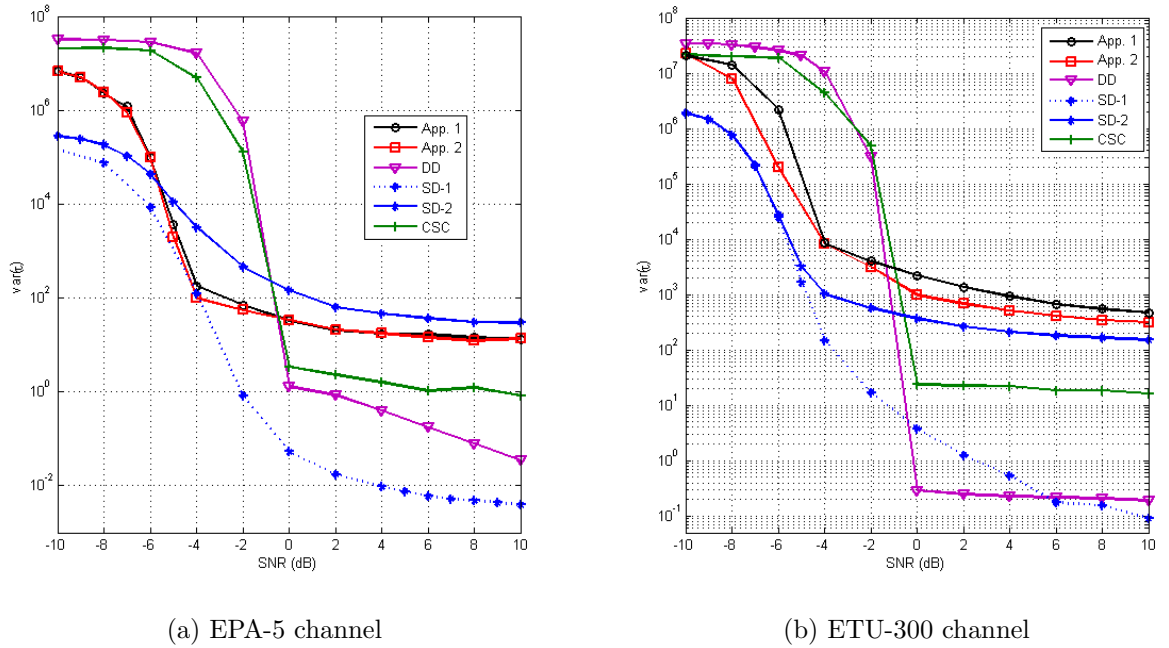 10^8
10^6
10^4
10^2
10^0
10^-2
var(τ̂)
-10 -8 -6 -4 -2 0 2 4 6 8 10
SNR (dB)
App. 1
App. 2
DD
SD-1
SD-2
CSC
(a) EPA-5 channel
10^8
10^7
10^6
10^5
10^4
10^3
10^2
10^1
10^0
10^-1
-10 -8 -6 -4 -2 0 2 4 6 8 10
SNR (dB)
App. 1
App. 2
DD
SD-1
SD-2
CSC
(b) ETU-300 channel